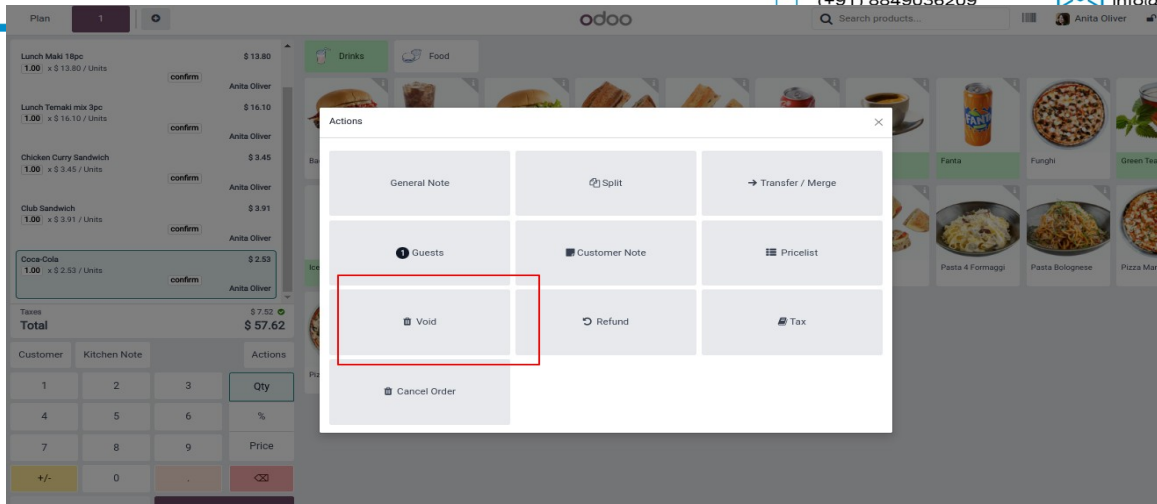 (+91) 8849036209
Plan
1
odoo
Search products...
Anita Oliver
Lunch Maki 18pc
$ 13.80
1.00 x $ 13.80 / Units
confirm
Anita Oliver
Lunch Temaki mix 3pc
$ 16.10
1.00 x $ 16.10 / Units
confirm
Anita Oliver
Chicken Curry Sandwich
$ 3.45
1.00 x $ 3.45 / Units
confirm
Anita Oliver
Club Sandwich
$ 3.91
1.00 x $ 3.91 / Units
confirm
Anita Oliver
Coca-Cola
$ 2.53
1.00 x $ 2.53 / Units
confirm
Anita Oliver
Taxes
$ 7.52
Total
$ 57.62
Customer
Kitchen Note
Actions
1
2
3
Qty
4
5
6
%
7
8
9
Price
+/-
0
.
Drinks
Food
FANTA
Fanta
Funghi
Green Tea
Pasta 4 Formaggi
Pasta Bolognese
Pizza Mar
Actions
General Note
Split
Transfer / Merge
1 Guests
Customer Note
Pricelist
Void
Refund
Tax
Cancel Order